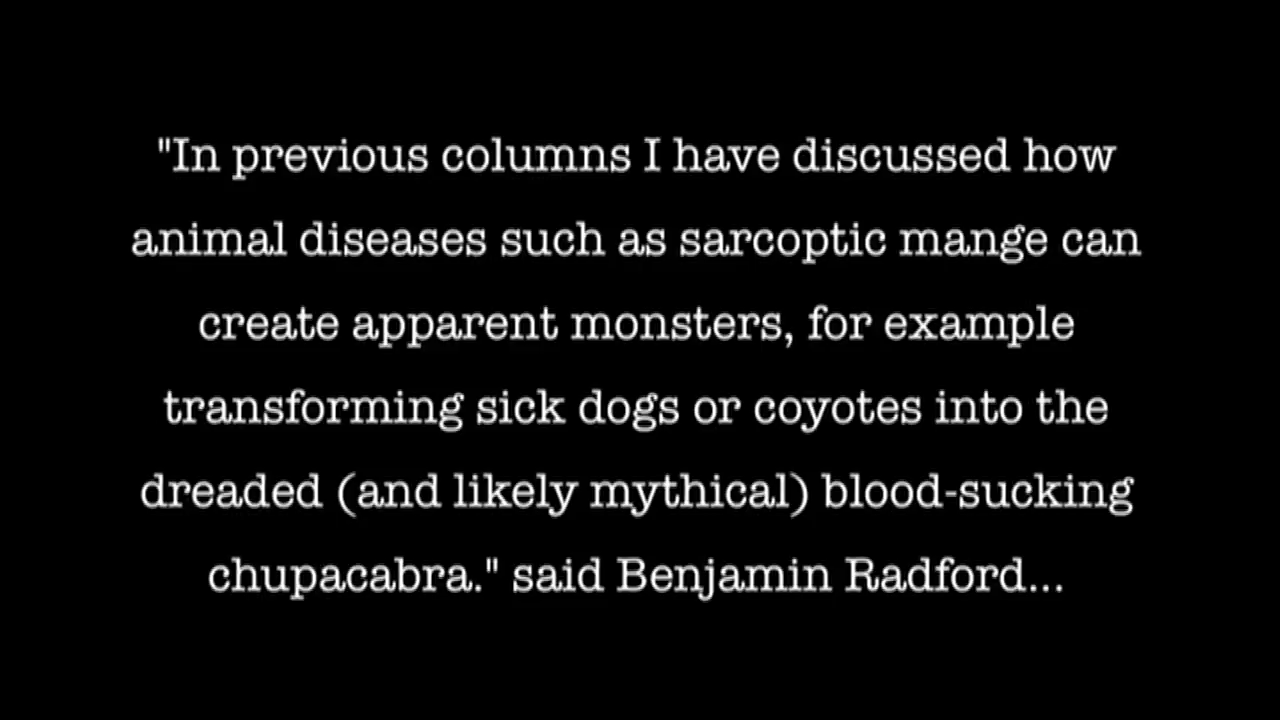 "In previous columns I have discussed how
animal diseases such as sarcoptic mange can
create apparent monsters, for example
transforming sick dogs or coyotes into the
dreaded (and likely mythical) blood-sucking
chupacabra." said Benjamin Radford...